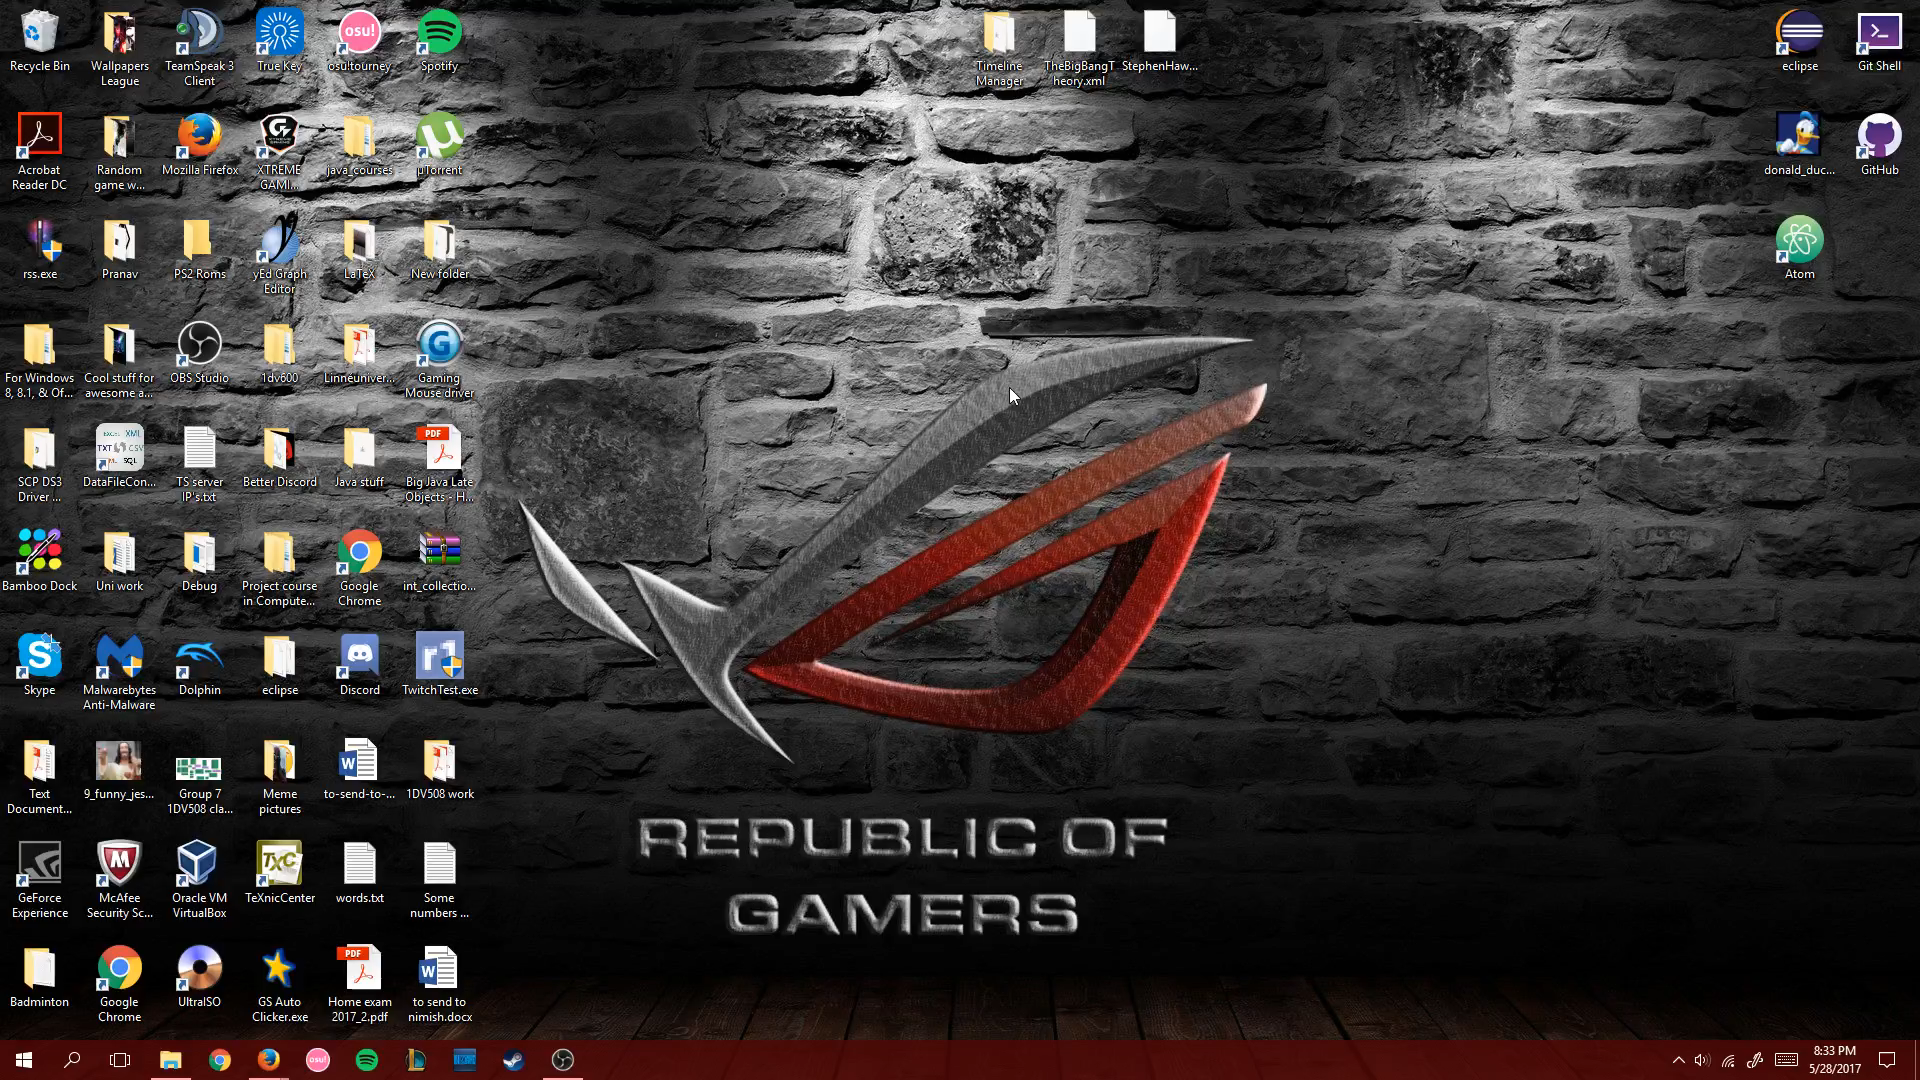 Recycle Bin
Wallpapers
League
TeamSpeak 3
Client
True Key
osu!
osu!tourney
Spotify
Timeline
Manager
TheBigBangT
heory.xml
StephenHaw...
eclipse
Git Shell
Acrobat
Reader DC
Random
game w...
Mozilla Firefox
XTREME
GAMI...
java_courses
µTorrent
donald_duc...
GitHub
rss.exe
Pranav
PS2 Roms
yEd Graph
Editor
LaTeX
New folder
Atom
For Windows
8, 8.1, & Of...
Cool stuff for
awesome a...
OBS Studio
1dv600
Linneuniver...
Gaming
Mouse driver
SCP DS3
Driver ...
DataFileCon...
TS server
IP's.txt
Better Discord
Java stuff
PDF
Big Java Late
Objects - H...
Bamboo Dock
Uni work
Debug
Project course
in Compute...
Google
Chrome
int_collectio...
Skype
Malwarebytes
Anti-Malware
Dolphin
eclipse
Discord
TwitchTest.exe
Text
Document...
9_funny_jes...
Group 7
1DV508 cla...
Meme
pictures
to-send-to-...
1DV508 work
REPUBLIC OF
GAMERS
GeForce
Experience
McAfee
Security Sc...
Oracle VM
VirtualBox
TXC
TeXnicCenter
words.txt
Some
numbers ...
Badminton
Google
Chrome
UltraISO
GS Auto
Clicker.exe
PDF
Home exam
2017_2.pdf
to send to
nimish.docx
osu!
8:33 PM
5/28/2017